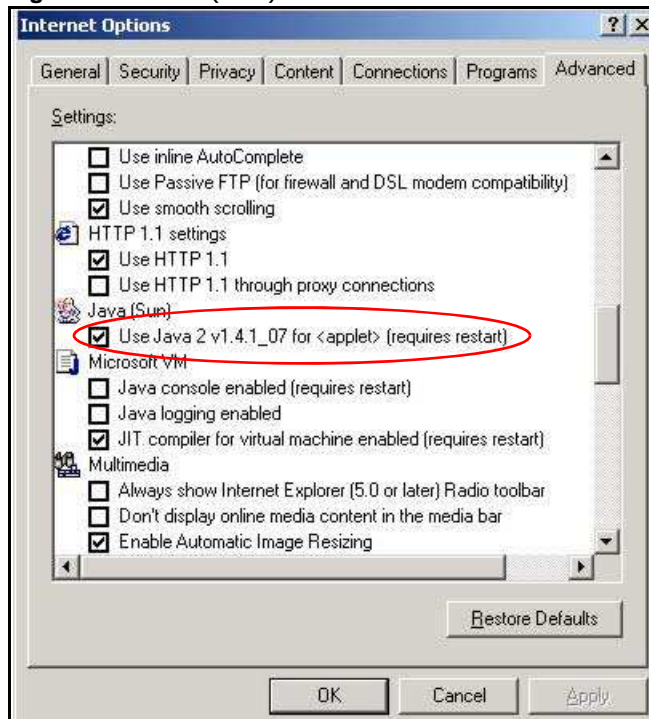 Internet Options
General Security Privacy Content Connections Programs Advanced
Settings:
Use inline AutoComplete
Use Passive FTP (for firewall and DSL modem compatibility)
Use smooth scrolling
HTTP 1.1 settings
Use HTTP 1.1
Use HTTP 1.1 through proxy connections
Java (Sun)
Use Java 2 v1.4.1_07 for <applet> (requires restart)
Microsoft VM
Java console enabled (requires restart)
Java logging enabled
JIT compiler for virtual machine enabled (requires restart)
Multimedia
Always show Internet Explorer (5.0 or later) Radio toolbar
Don't display online media content in the media bar
Enable Automatic Image Resizing
Restore Defaults
OK Cancel Apply